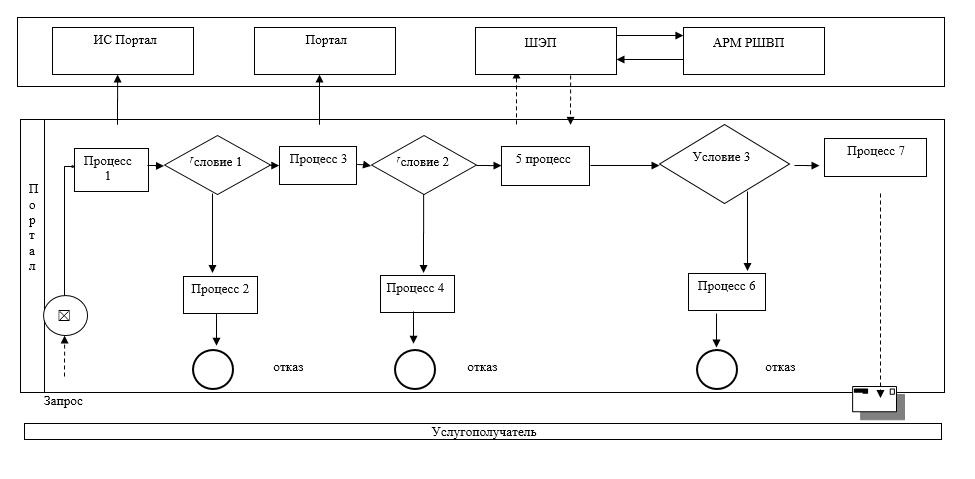 ИС Портал
Портал
ШЭП
АРМ РШВП
Портал
Процесс
1
Условие 1
Процесс 3
Условие 2
5 процесс
Условие 3
Процесс 7
Процесс 2
Процесс 4
Процесс 6
отказ
отказ
отказ
Запрос
Услугополучатель